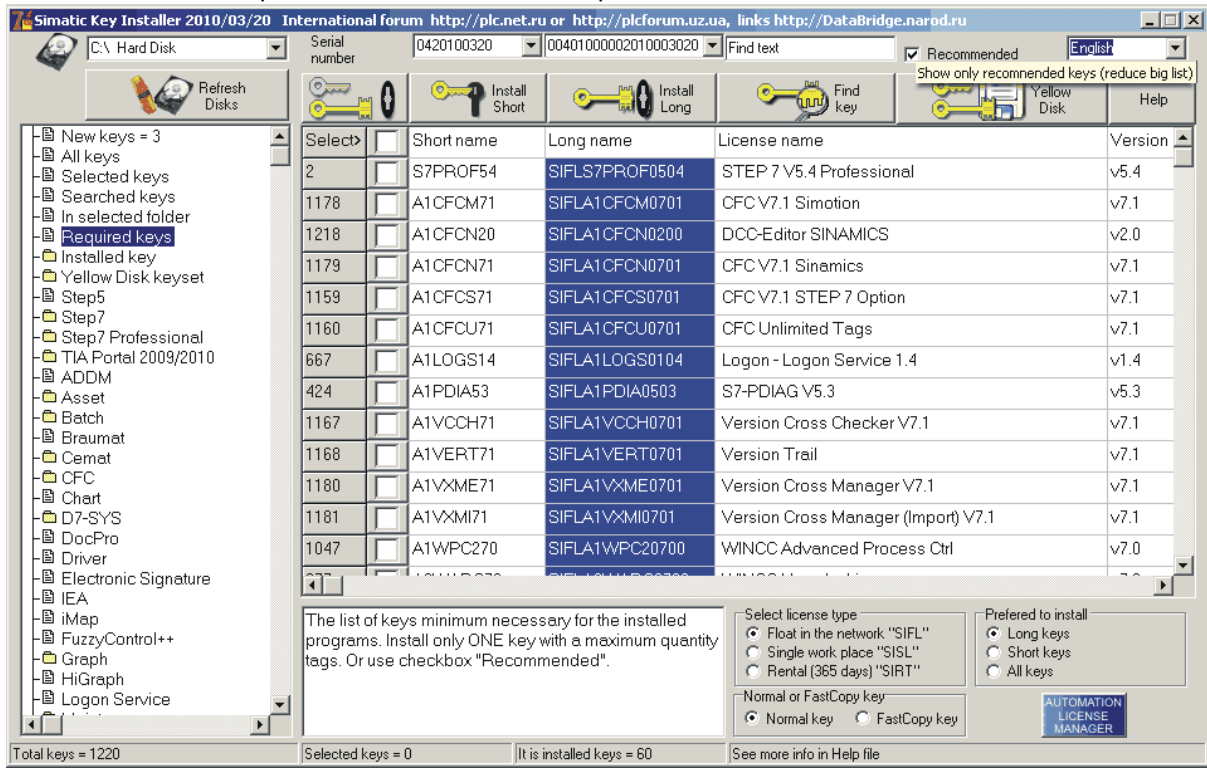 Simatic Key Installer 2010/03/20 International forum http://plc.net.ru or http://plcforum.uz.ua, links http://DataBridge.narod.ru
C:\ Hard Disk
Serial number
0420100320
00401000002010003020
Find text
Recommended
English
Show only recomnended keys (reduce big list)
Refresh Disks
Install Short
Install Long
Find key
Yellow Disk
Help
New keys = 3
All keys
Selected keys
Searched keys
In selected folder
Required keys
Installed key
Yellow Disk keyset
Step5
Step7
Step7 Professional
TIA Portal 2009/2010
ADDM
Asset
Batch
Braumat
Cemat
CFC
Chart
D7-SYS
DocPro
Driver
Electronic Signature
IEA
iMap
FuzzyControl++
Graph
HiGraph
Logon Service
Select> Short name Long name License name Version
2 S7PROF54 SIFLS7PROF0504 STEP 7 V5.4 Professional v5.4
1178 A1CFCM71 SIFLA1CFCM0701 CFC V7.1 Simotion v7.1
1218 A1CFCN20 SIFLA1CFCN0200 DCC-Editor SINAMICS v2.0
1179 A1CFCN71 SIFLA1CFCN0701 CFC V7.1 Sinamics v7.1
1159 A1CFCS71 SIFLA1CFCS0701 CFC V7.1 STEP 7 Option v7.1
1160 A1CFCU71 SIFLA1CFCU0701 CFC Unlimited Tags v7.1
667 A1LOGS14 SIFLA1LOGS0104 Logon - Logon Service 1.4 v1.4
424 A1PDIA53 SIFLA1PDIA0503 S7-PDIAG V5.3 v5.3
1167 A1VCCH71 SIFLA1VCCH0701 Version Cross Checker V7.1 v7.1
1168 A1VERT71 SIFLA1VERT0701 Version Trail v7.1
1180 A1VXME71 SIFLA1VXME0701 Version Cross Manager V7.1 v7.1
1181 A1VXMI71 SIFLA1VXMI0701 Version Cross Manager (Import) V7.1 v7.1
1047 A1WPC270 SIFLA1WPC20700 WINCC Advanced Process Ctrl v7.0
The list of keys minimum necessary for the installed
programs. Install only ONE key with a maximum quantity
tags. Or use checkbox "Recommended".
Select license type
Float in the network "SIFL"
Single work place "SISL"
Rental (365 days) "SIRT"
Normal or FastCopy key
Normal key FastCopy key
Prefered to install
Long keys
Short keys
All keys
AUTOMATION
LICENSE
MANAGER
Total keys = 1220
Selected keys = 0
It is installed keys = 60
See more info in Help file